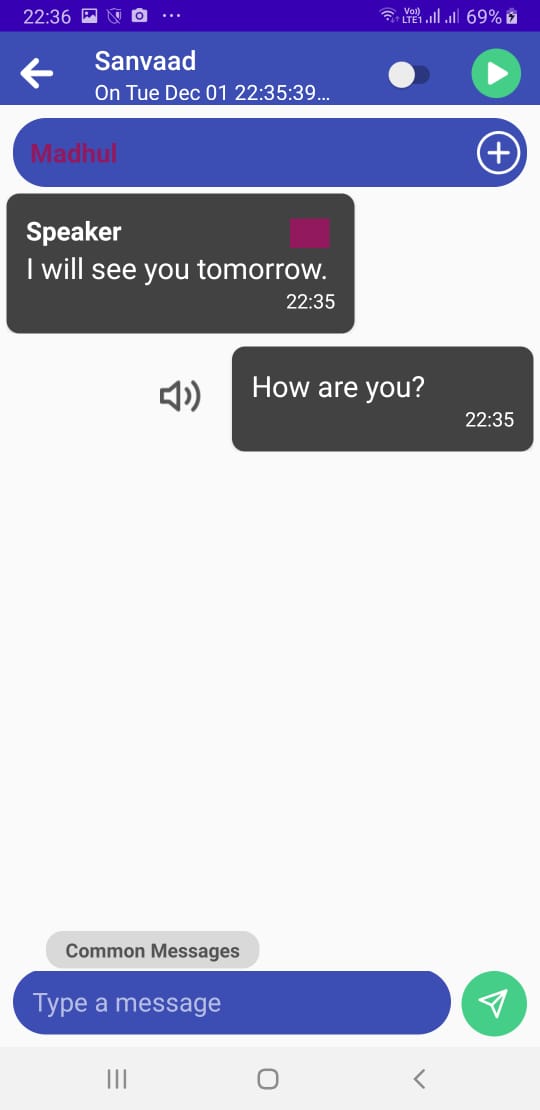 22:36
Vo)) LTE1
69%
Sanvaad
On Tue Dec 01 22:35:39...
Madhul
Speaker
I will see you tomorrow.
22:35
How are you?
22:35
Common Messages
Type a message